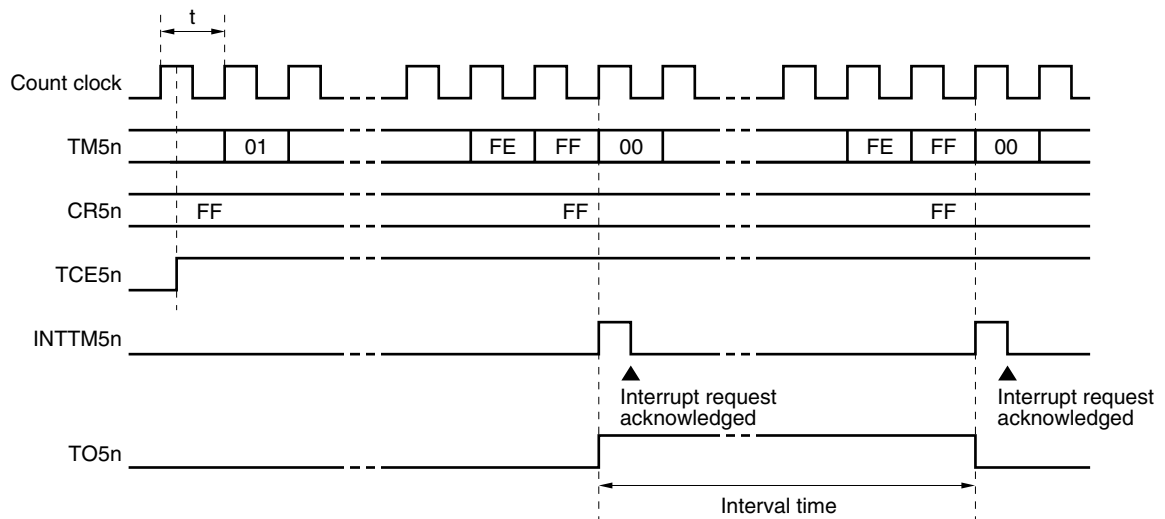 t
Count clock
TM5n 01 FE FF 00 FE FF 00
CR5n FF FF FF
TCE5n
INTTM5n
Interrupt request acknowledged
Interrupt request acknowledged
TO5n
Interval time